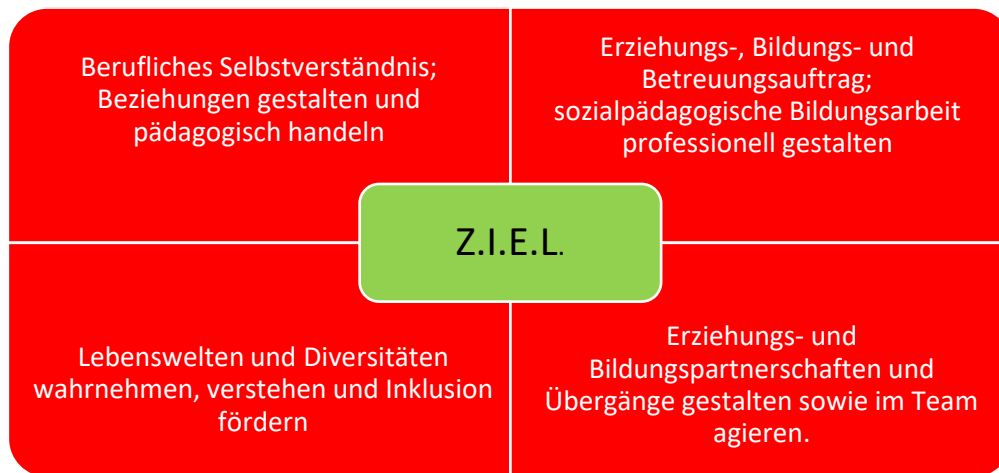 Berufliches Selbstverständnis;
Beziehungen gestalten und
pädagogisch handeln
Erziehungs-, Bildungs- und
Betreuungsauftrag;
sozialpädagogische Bildungsarbeit
professionell gestalten
Z.I.E.L.
Lebenswelten und Diversitäten
wahrnehmen, verstehen und Inklusion
fördern
Erziehungs- und
Bildungspartnerschaften und
Übergänge gestalten sowie im Team
agieren.